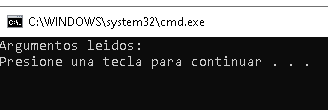 C:\WINDOWS\system32\cmd.exe
Argumentos leidos:
Presione una tecla para continuar . . .